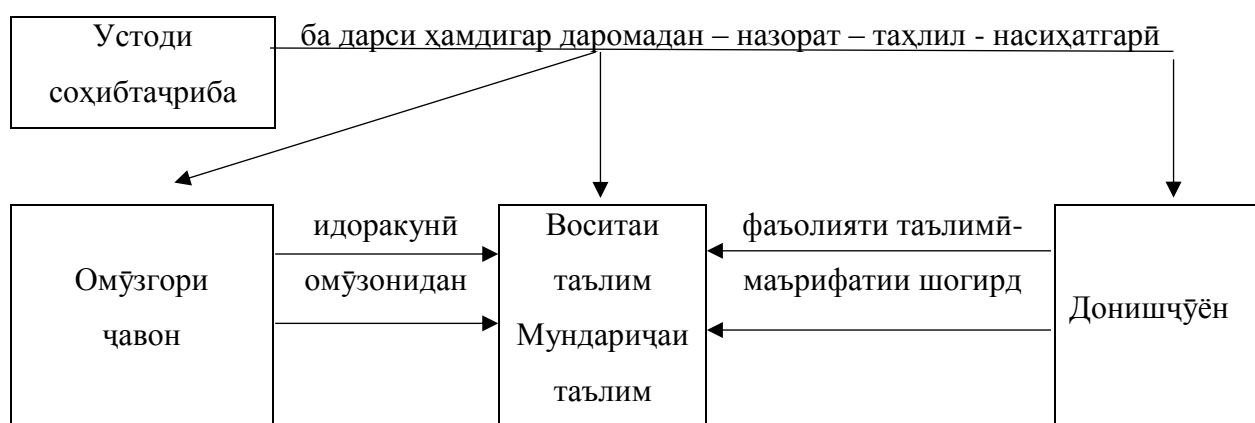 Устоди
соҳибтаҷриба
ба дарси ҳамдигар даромадан – назорат – таҳлил - насиҳатгарӣ
Омӯзгори
ҷавон
идоракунӣ
омӯзонидан
Воситаи
таълим
Мундариҷаи
таълим
фаъолияти таълимӣ-
маърифатии шогирд
Донишҷӯён